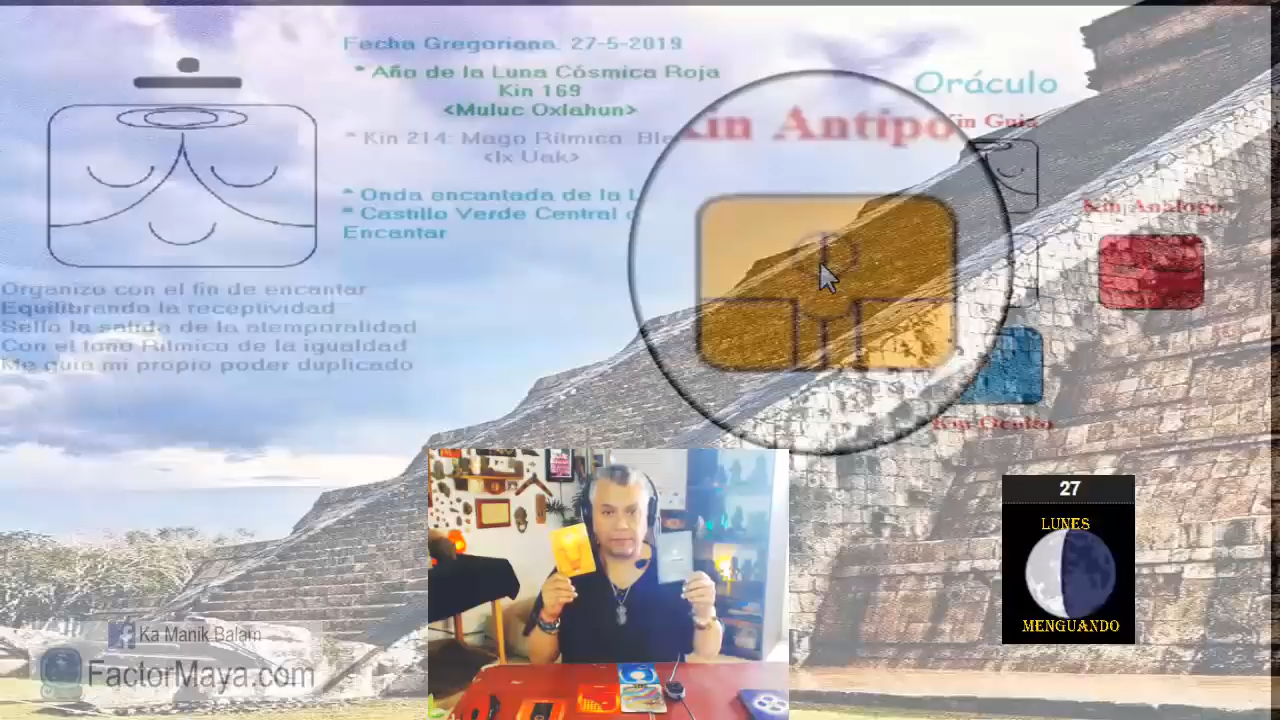 Fecha Gregoriana. 27-5-2019
* Año de la Luna Cósmica Roja
Kin 169
<Muluc Oxlahun>
* Kin 214: Mago Rítmico
<Ix Uak>
* Onda encantada de la
* Castillo Verde Central
Encantar
Organizo con el fin de encantar
Equilibrando la receptividad
Sello la salida de la atemporalidad
Con el tono Rítmico de la igualdad
Me guía mi propio poder duplicado
Oráculo
Kin Guía
Kin Antipo
Kin Análogo
Kin Oculto
27
LUNES
MENGUANDO
Ka Manik Balam
FactorMaya.com